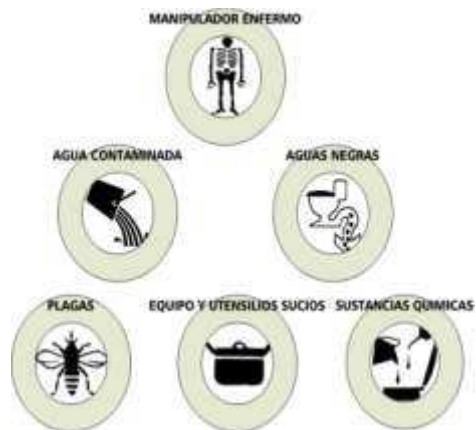 MANIPULADOR ENFERMO
AGUA CONTAMINADA
AGUAS NEGRAS
PLAGAS
EQUIPO Y UTENSILIOS SUCIOS
SUSTANCIAS QUIMICAS